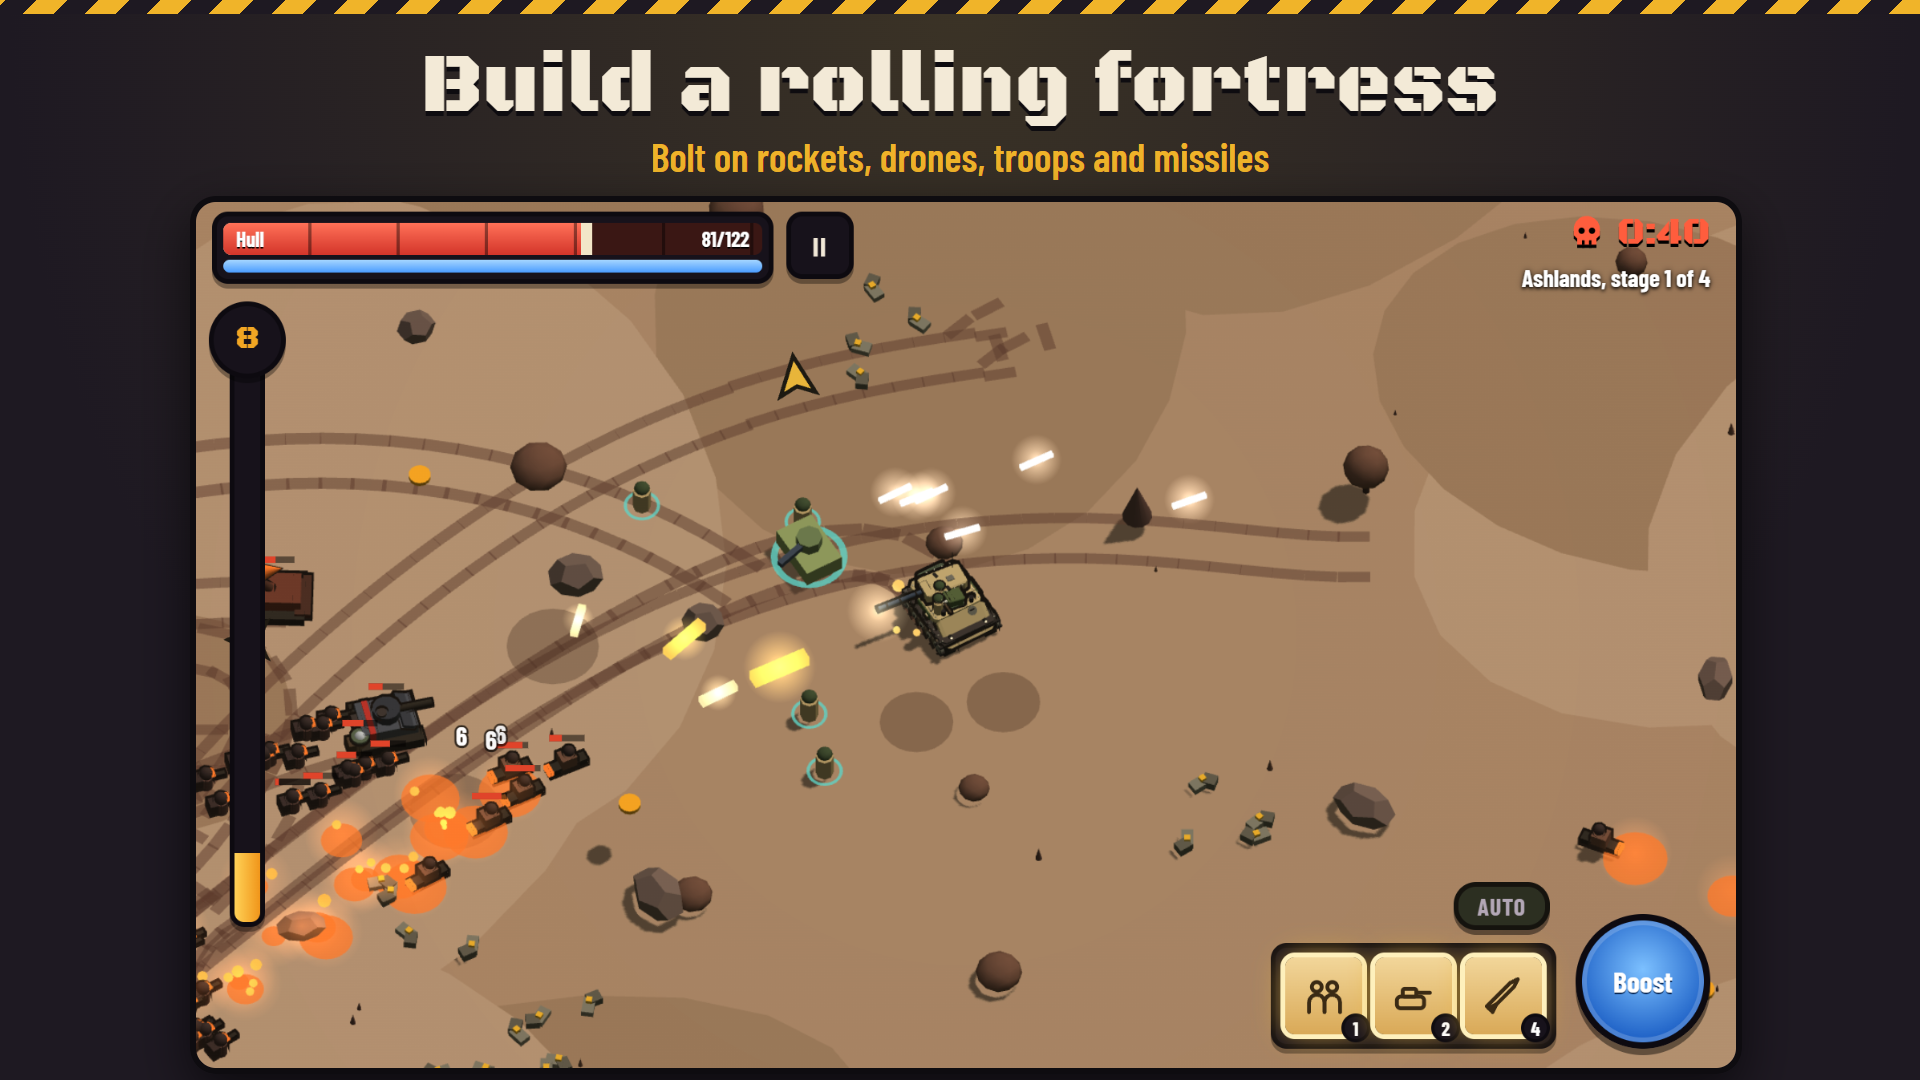 Build a rolling fortress
Bolt on rockets, drones, troops and missiles
Hull 81/122
0:40
Ashlands, stage 1 of 4
8
6 6 6
AUTO
1 2 4
Boost